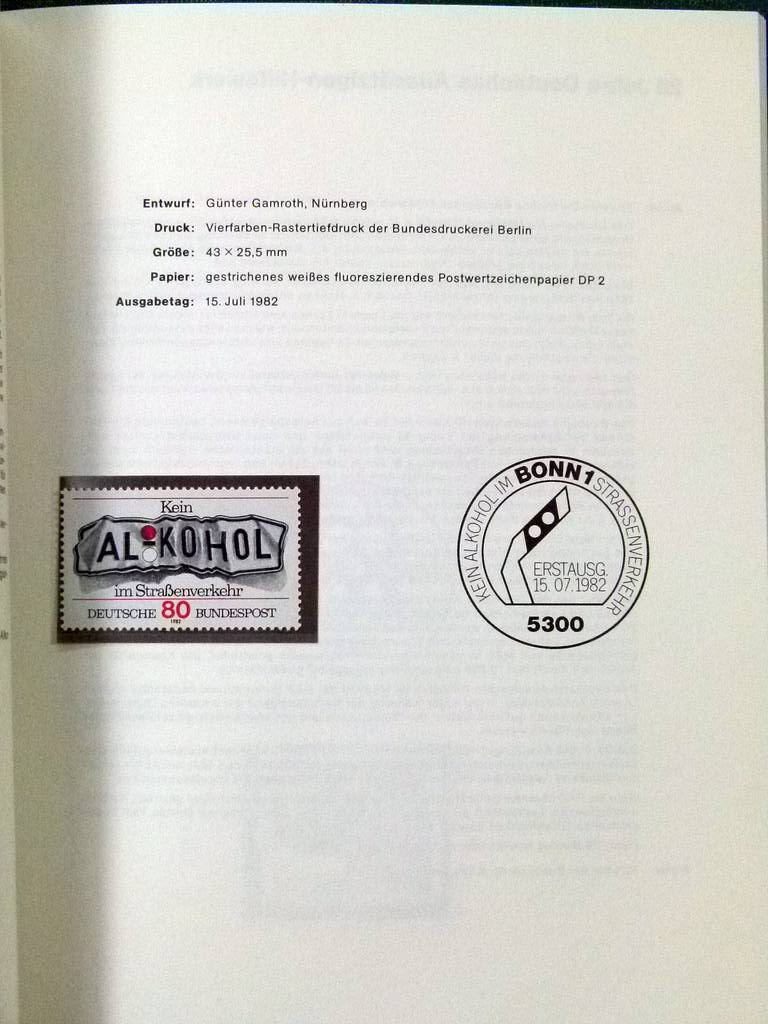 Entwurf: Günter Gamroth, Nürnberg
Druck: Vierfarben-Rastertiefdruck der Bundesdruckerei Berlin
Größe: 43 × 25,5 mm
Papier: gestrichenes weißes fluoreszierendes Postwertzeichenpapier DP 2
Ausgabetag: 15. Juli 1982
Kein
ALKOHOL
im Straßenverkehr
DEUTSCHE 80 BUNDESPOST
1982
KEIN ALKOHOL IM BONN 1 STRASSENVERKEHR
ERSTAUSG.
15.07.1982
5300